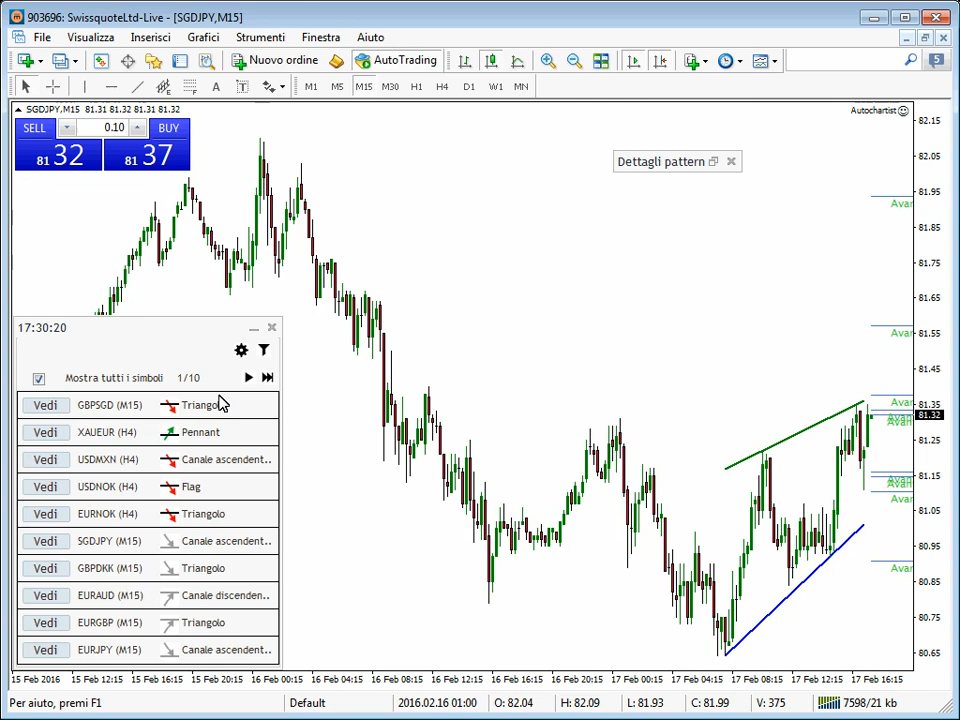 903696: SwissquoteLtd-Live - [SGDJPY,M15]
File Visualizza Inserisci Grafici Strumenti Finestra Aiuto
Nuovo ordine AutoTrading 5
A T M1 M5 M15 M30 H1 H4 D1 W1 MN
SGDJPY,M15 81.31 81.32 81.31 81.32
Autochartist
SELL 0.10 BUY
81 32 81 37
Dettagli pattern
82.15
82.05
81.95
Avar
81.85
81.75
81.65
81.55
Avar
81.45
81.35
Avar
81.32
81.25
81.15
81.05
Avar
80.95
80.85
Avar
80.75
80.65
17:30:20
Mostra tutti i simboli 1/10
Vedi GBPSGD (M15) Triangolo
Vedi XAUEUR (H4) Pennant
Vedi USDMXN (H4) Canale ascendent..
Vedi USDNOK (H4) Flag
Vedi EURNOK (H4) Triangolo
Vedi SGDJPY (M15) Canale ascendent..
Vedi GBPDKK (M15) Triangolo
Vedi EURAUD (M15) Canale discenden..
Vedi EURGBP (M15) Triangolo
Vedi EURJPY (M15) Canale ascendent..
15 Feb 2016 15 Feb 12:15 15 Feb 16:15 15 Feb 20:15 16 Feb 00:15 16 Feb 04:15 16 Feb 08:15 16 Feb 12:15 16 Feb 16:15 16 Feb 20:15 17 Feb 00:15 17 Feb 04:15 17 Feb 08:15 17 Feb 12:15 17 Feb 16:15
Per aiuto, premi F1 Default 2016.02.16 01:00 O: 82.04 H: 82.09 L: 81.93 C: 81.99 V: 375 7598/21 kb